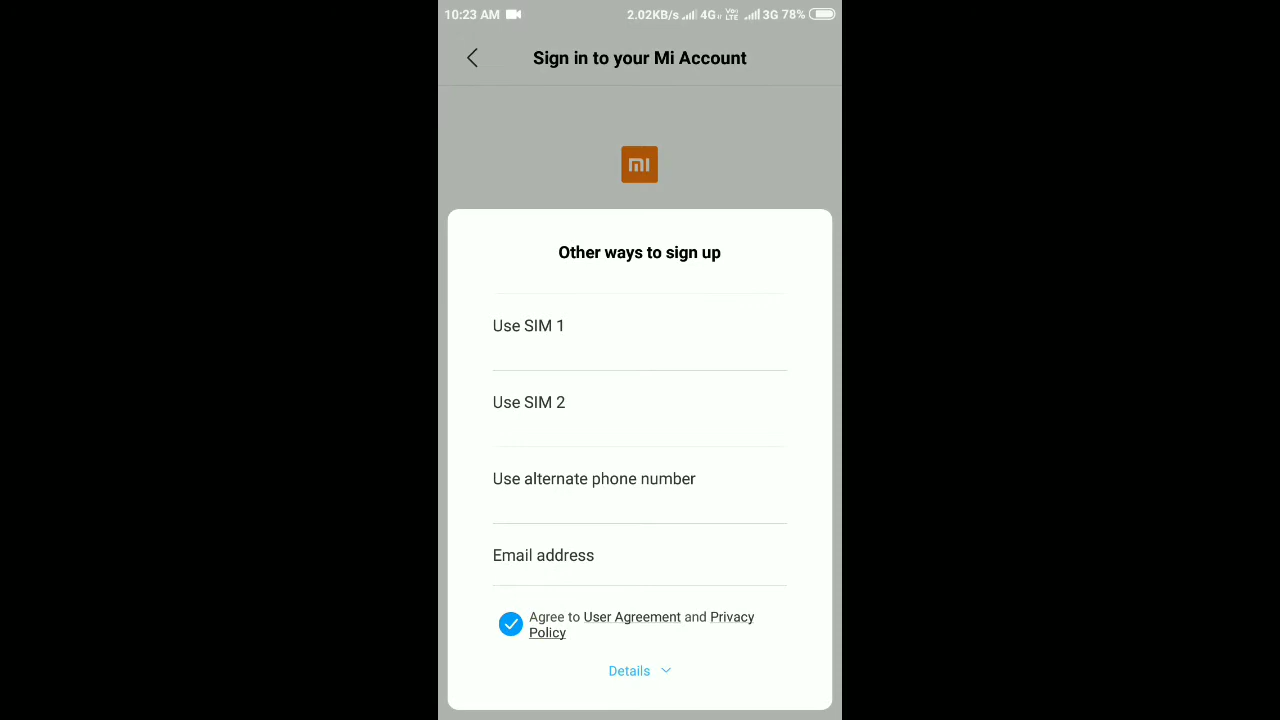 10:23 AM 2.02KB/s 4G VoLTE 3G 78%
Sign in to your Mi Account
mi
Other ways to sign up
Use SIM 1
Use SIM 2
Use alternate phone number
Email address
Agree to User Agreement and Privacy
Policy
Details